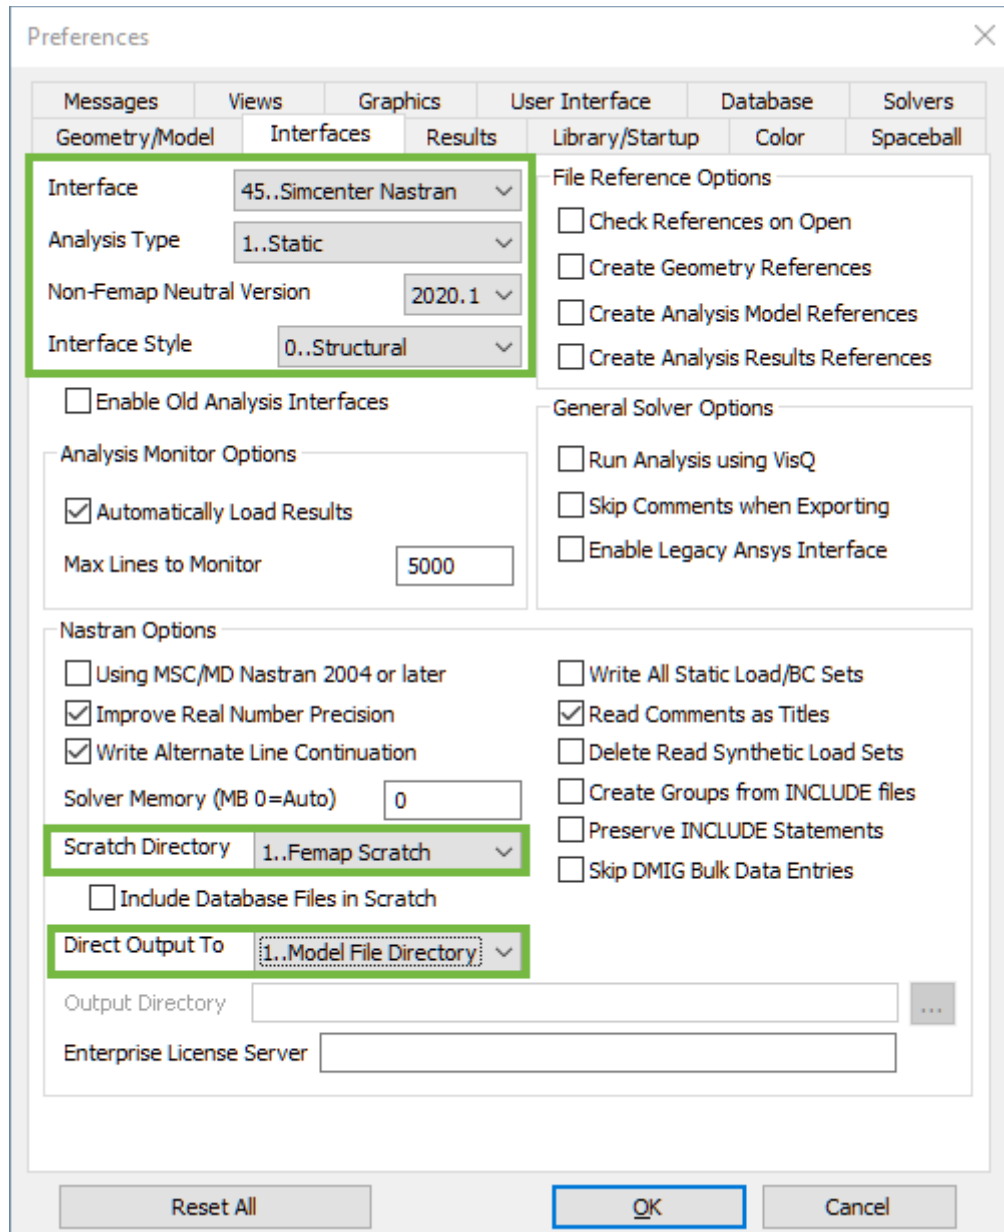 Preferences
Messages Views Graphics User Interface Database Solvers
Geometry/Model Interfaces Results Library/Startup Color Spaceball
Interface 45..Simcenter Nastran
Analysis Type 1..Static
Non-Femap Neutral Version 2020.1
Interface Style 0..Structural
Enable Old Analysis Interfaces
File Reference Options
Check References on Open
Create Geometry References
Create Analysis Model References
Create Analysis Results References
Analysis Monitor Options
Automatically Load Results
Max Lines to Monitor 5000
General Solver Options
Run Analysis using VisQ
Skip Comments when Exporting
Enable Legacy Ansys Interface
Nastran Options
Using MSC/MD Nastran 2004 or later
Improve Real Number Precision
Write Alternate Line Continuation
Solver Memory (MB 0=Auto) 0
Scratch Directory 1..Femap Scratch
Include Database Files in Scratch
Direct Output To 1..Model File Directory
Write All Static Load/BC Sets
Read Comments as Titles
Delete Read Synthetic Load Sets
Create Groups from INCLUDE files
Preserve INCLUDE Statements
Skip DMIG Bulk Data Entries
Output Directory ...
Enterprise License Server
Reset All OK Cancel